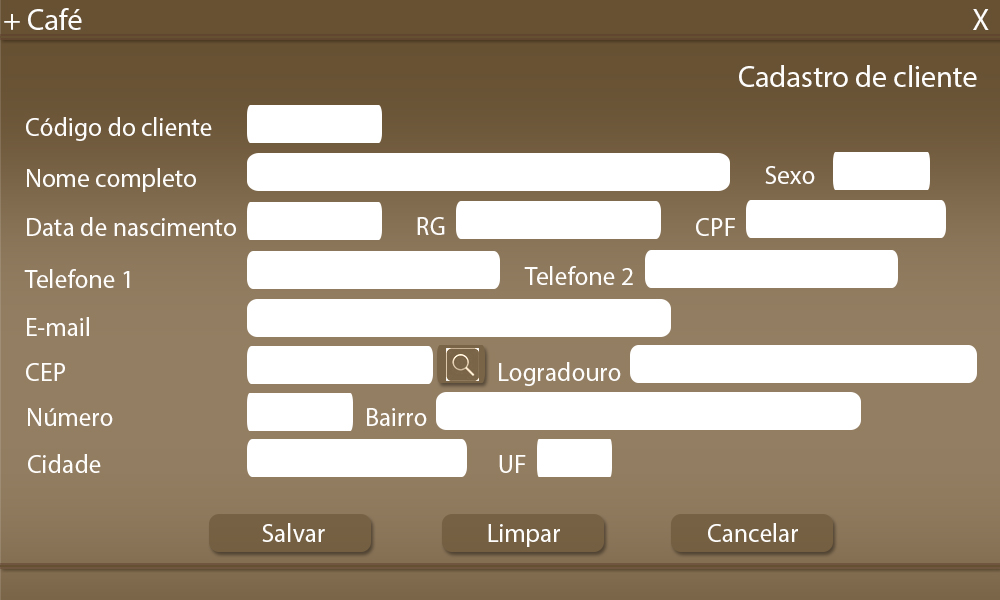 + Café X
Cadastro de cliente
Código do cliente
Nome completo Sexo
Data de nascimento RG CPF
Telefone 1 Telefone 2
E-mail
CEP Logradouro
Número Bairro
Cidade UF
Salvar Limpar Cancelar